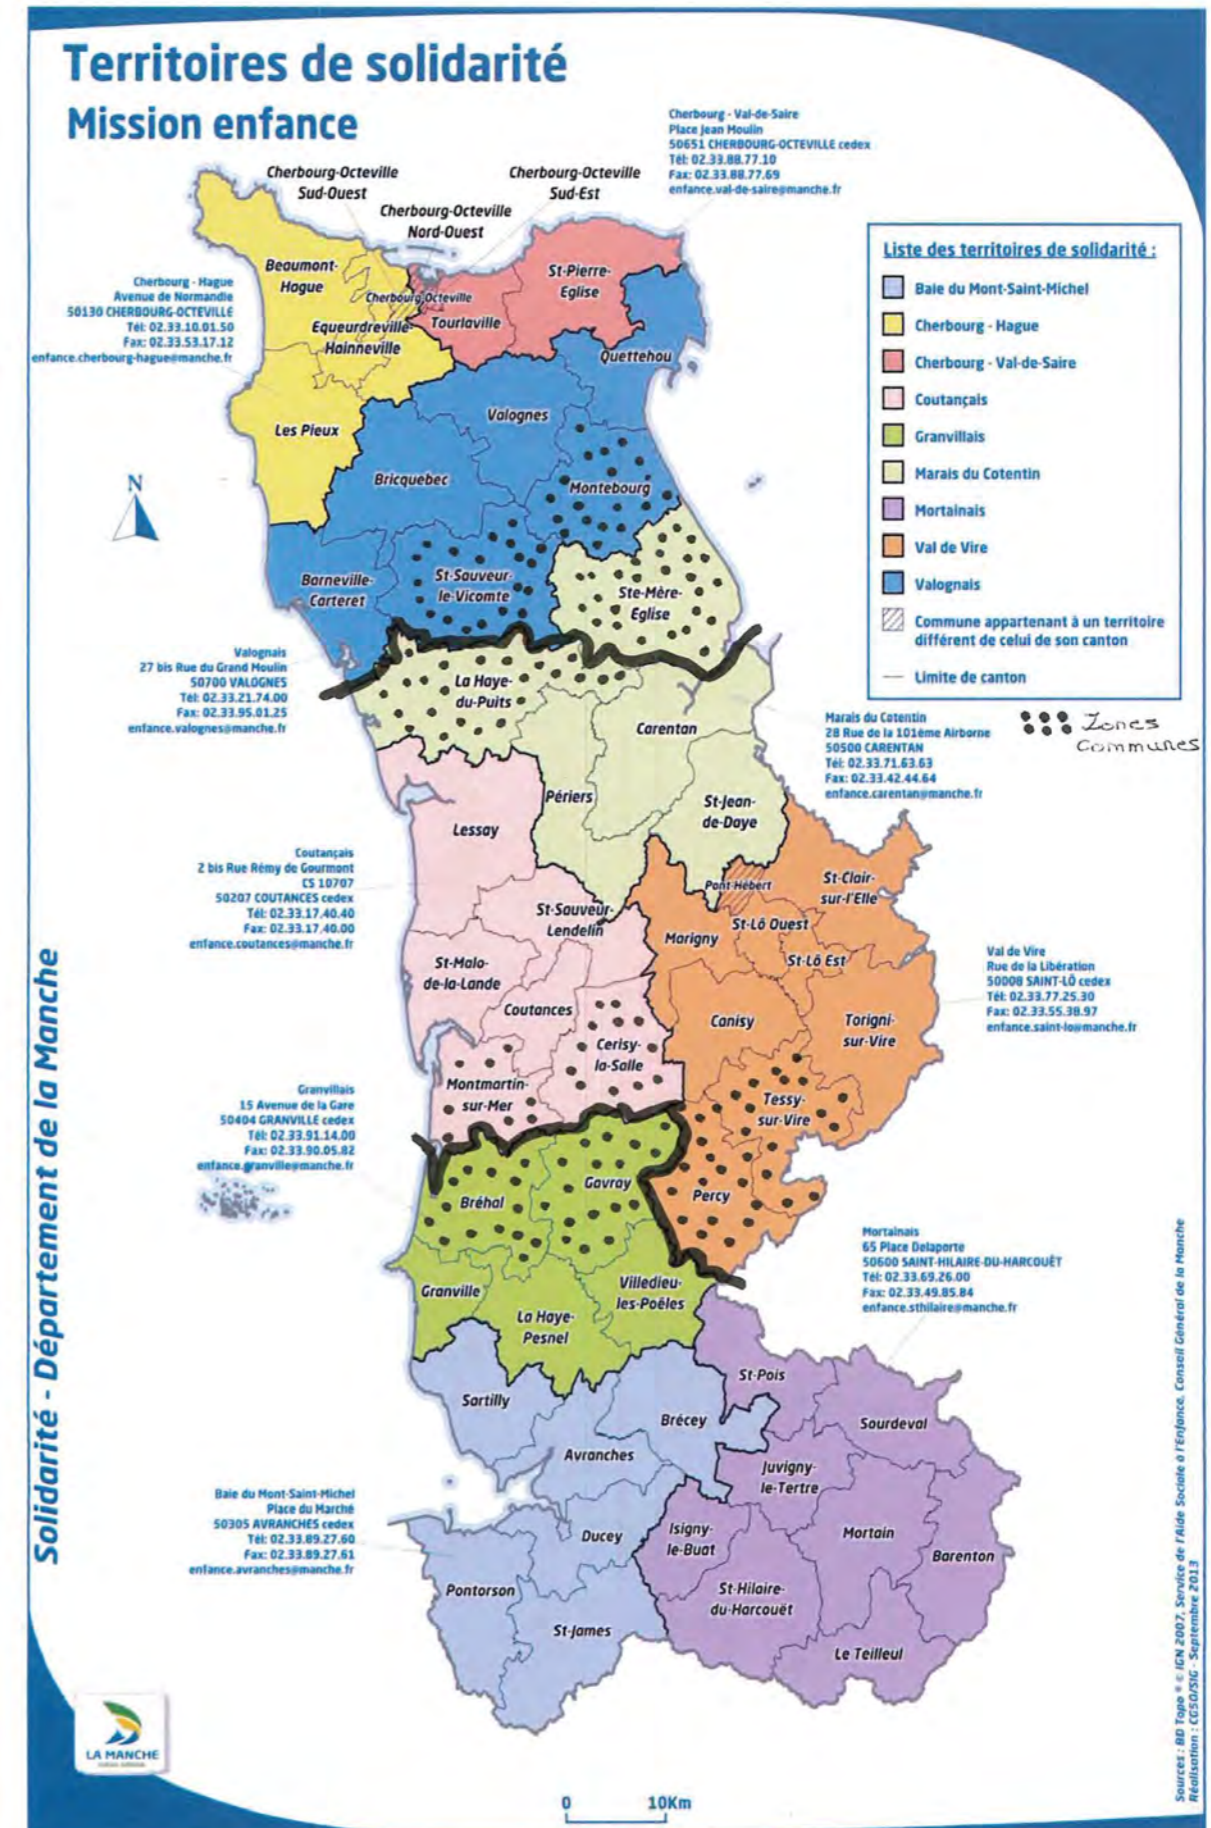 Territoires de solidarité
Mission enfance
Cherbourg - Val-de-Saire
Place Jean Moulin
50651 CHERBOURG-OCTEVILLE cedex
Tél: 02.33.88.77.10
Fax: 02.33.88.77.69
enfance.val-de-saire@manche.fr
Cherbourg-Octeville
Sud-Ouest
Cherbourg-Octeville
Sud-Est
Cherbourg-Octeville
Nord-Ouest
Cherbourg - Hague
Avenue de Normandie
50130 CHERBOURG-OCTEVILLE
Tél: 02.33.10.01.50
Fax: 02.33.53.17.12
enfance.cherbourg-hague@manche.fr
Beaumont-
Hague
Cherbourg-Octeville
Equeurdreville-
Hainneville
Tourlaville
St-Pierre-
Eglise
Quettehou
Les Pieux
Valognes
Bricquebec
Montebourg
Barneville-
Carteret
St-Sauveur-
le-Vicomte
Ste-Mère-
Eglise
N
Liste des territoires de solidarité :
Baie du Mont-Saint-Michel
Cherbourg - Hague
Cherbourg - Val-de-Saire
Coutançais
Granvillais
Marais du Cotentin
Mortainais
Val de Vire
Valognais
Commune appartenant à un territoire
différent de celui de son canton
Limite de canton
Zones
Communes
Valognais
27 bis Rue du Grand Moulin
50700 VALOGNES
Tél: 02.33.21.74.00
Fax: 02.33.95.01.25
enfance.valognes@manche.fr
La Haye-
du-Puits
Carentan
Périers
St-Jean-
de-Daye
Marais du Cotentin
28 Rue de la 101ème Airborne
50500 CARENTAN
Tél: 02.33.71.63.63
Fax: 02.33.42.44.64
enfance.carentan@manche.fr
Lessay
Coutançais
2 bis Rue Rémy de Gourmont
CS 10707
50207 COUTANCES cedex
Tél: 02.33.17.40.40
Fax: 02.33.17.40.00
enfance.coutances@manche.fr
St-Sauveur-
Lendelin
Pont-Hébert
St-Clair-
sur-l'Elle
Marigny
St-Lô Ouest
St-Lô Est
St-Malo-
de-la-Lande
Coutances
Canisy
Torigni-
sur-Vire
Val de Vire
Rue de la Libération
50008 SAINT-LÔ cedex
Tél: 02.33.77.25.30
Fax: 02.33.55.38.97
enfance.saint-lo@manche.fr
Cerisy-
la-Salle
Montmartin-
sur-Mer
Tessy-
sur-Vire
Granvillais
15 Avenue de la Gare
50404 GRANVILLE cedex
Tél: 02.33.91.14.00
Fax: 02.33.90.05.82
enfance.granville@manche.fr
Bréhal
Gavray
Percy
Granville
La Haye-
Pesnel
Villedieu-
les-Poêles
Mortainais
65 Place Delaporte
50600 SAINT-HILAIRE-DU-HARCOUËT
Tél: 02.33.69.26.00
Fax: 02.33.49.85.84
enfance.sthilaire@manche.fr
Sartilly
Brécey
St-Pois
Sourdeval
Avranches
Juvigny-
le-Tertre
Baie du Mont-Saint-Michel
Place du Marché
50305 AVRANCHES cedex
Tél: 02.33.89.27.60
Fax: 02.33.89.27.61
enfance.avranches@manche.fr
Ducey
Isigny-
le-Buat
Mortain
Barenton
Pontorson
St-James
St-Hilaire-
du-Harcouët
Le Teilleul
Solidarité - Département de la Manche
LA MANCHE
0 10Km
Sources : BD Topo ® © IGN 2007, Service de l'Aide Sociale à l'Enfance, Conseil Général de la Manche
Réalisation : CG50/SIG - Septembre 2013